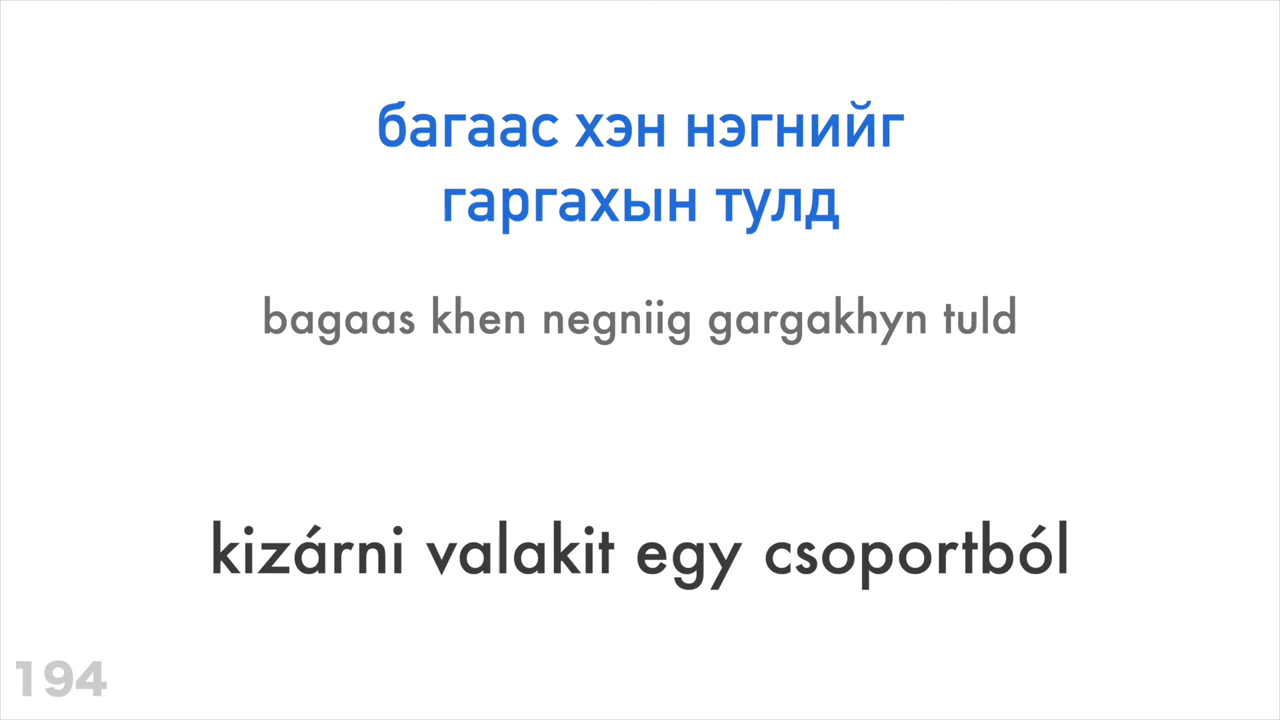 багаас хэн нэгнийг
гаргахын тулд
bagaas khen negniig gargakhyn tuld
kizárni valakit egy csoportból
194